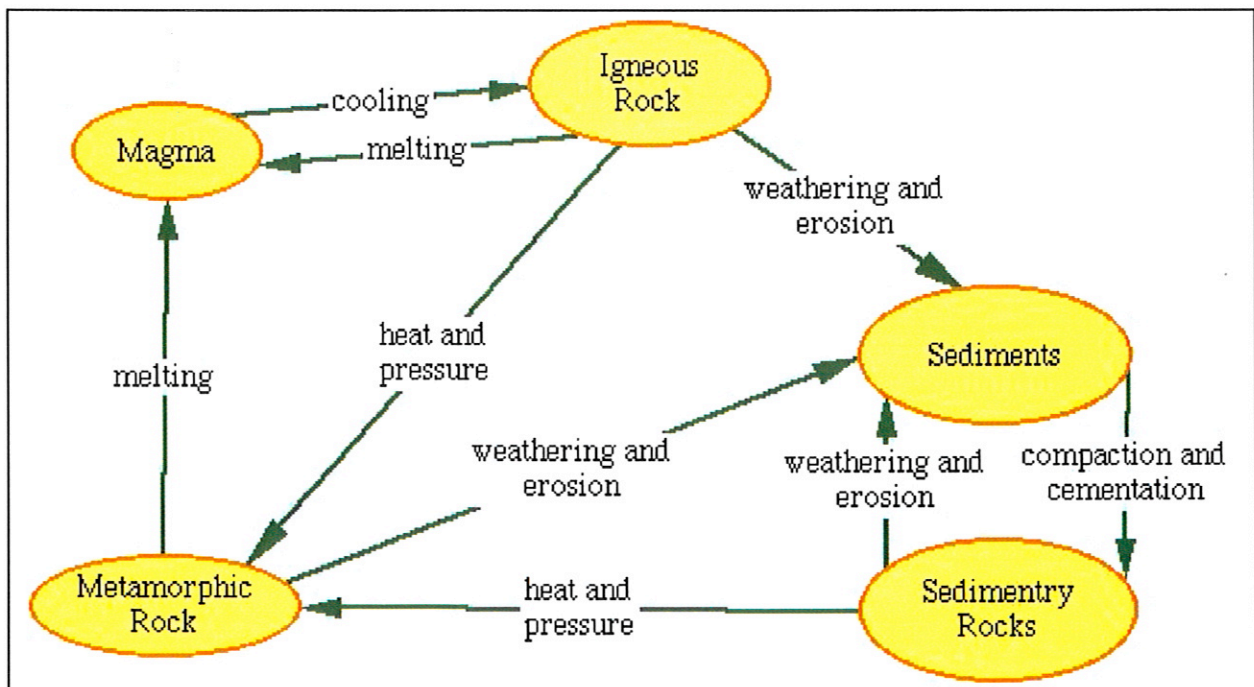 Igneous
Rock
cooling
Magma
melting
weathering and
erosion
heat and
pressure
Sediments
melting
weathering and
erosion
weathering and
erosion
compaction and
cementation
Metamorphic
Rock
heat and
pressure
Sedimentry
Rocks